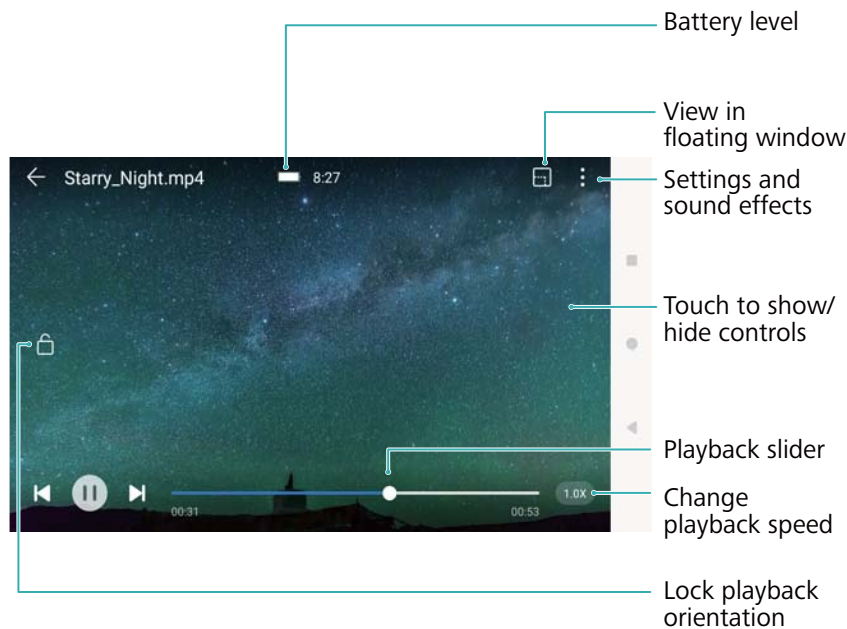 Battery level
View in
floating window
Starry_Night.mp4 8:27
Settings and
sound effects
Touch to show/
hide controls
Playback slider
1.0X
00:31 00:53
Change
playback speed
Lock playback
orientation